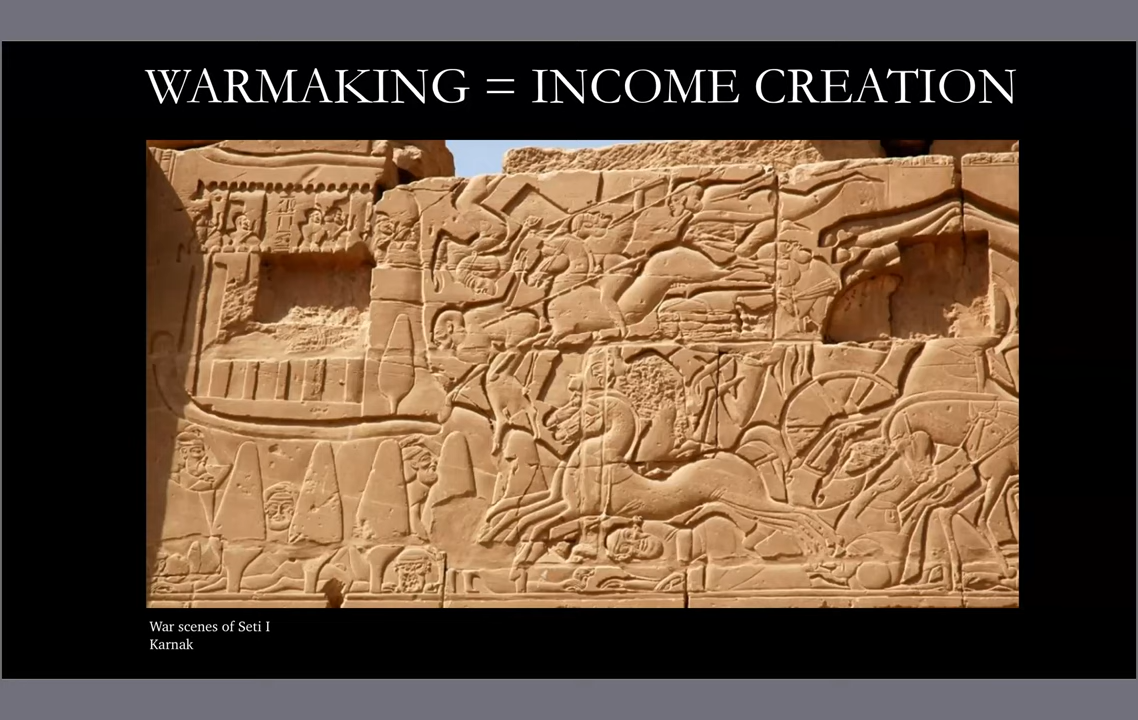 WARMAKING = INCOME CREATION
War scenes of Seti I
Karnak